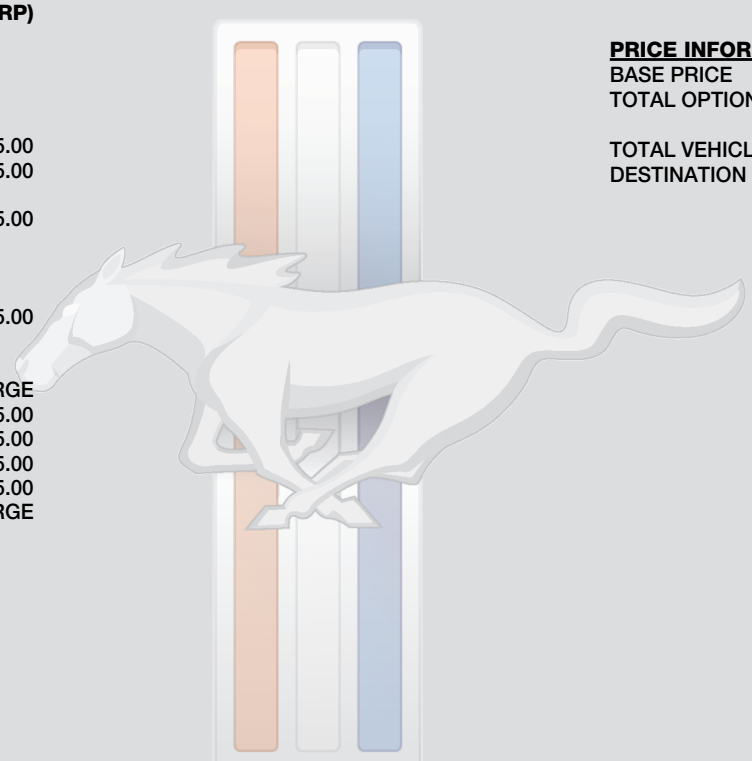 RP)
5.00
5.00
5.00
5.00
RGE
5.00
5.00
5.00
5.00
RGE
PRICE INFOR
BASE PRICE
TOTAL OPTION
TOTAL VEHICL
DESTINATION